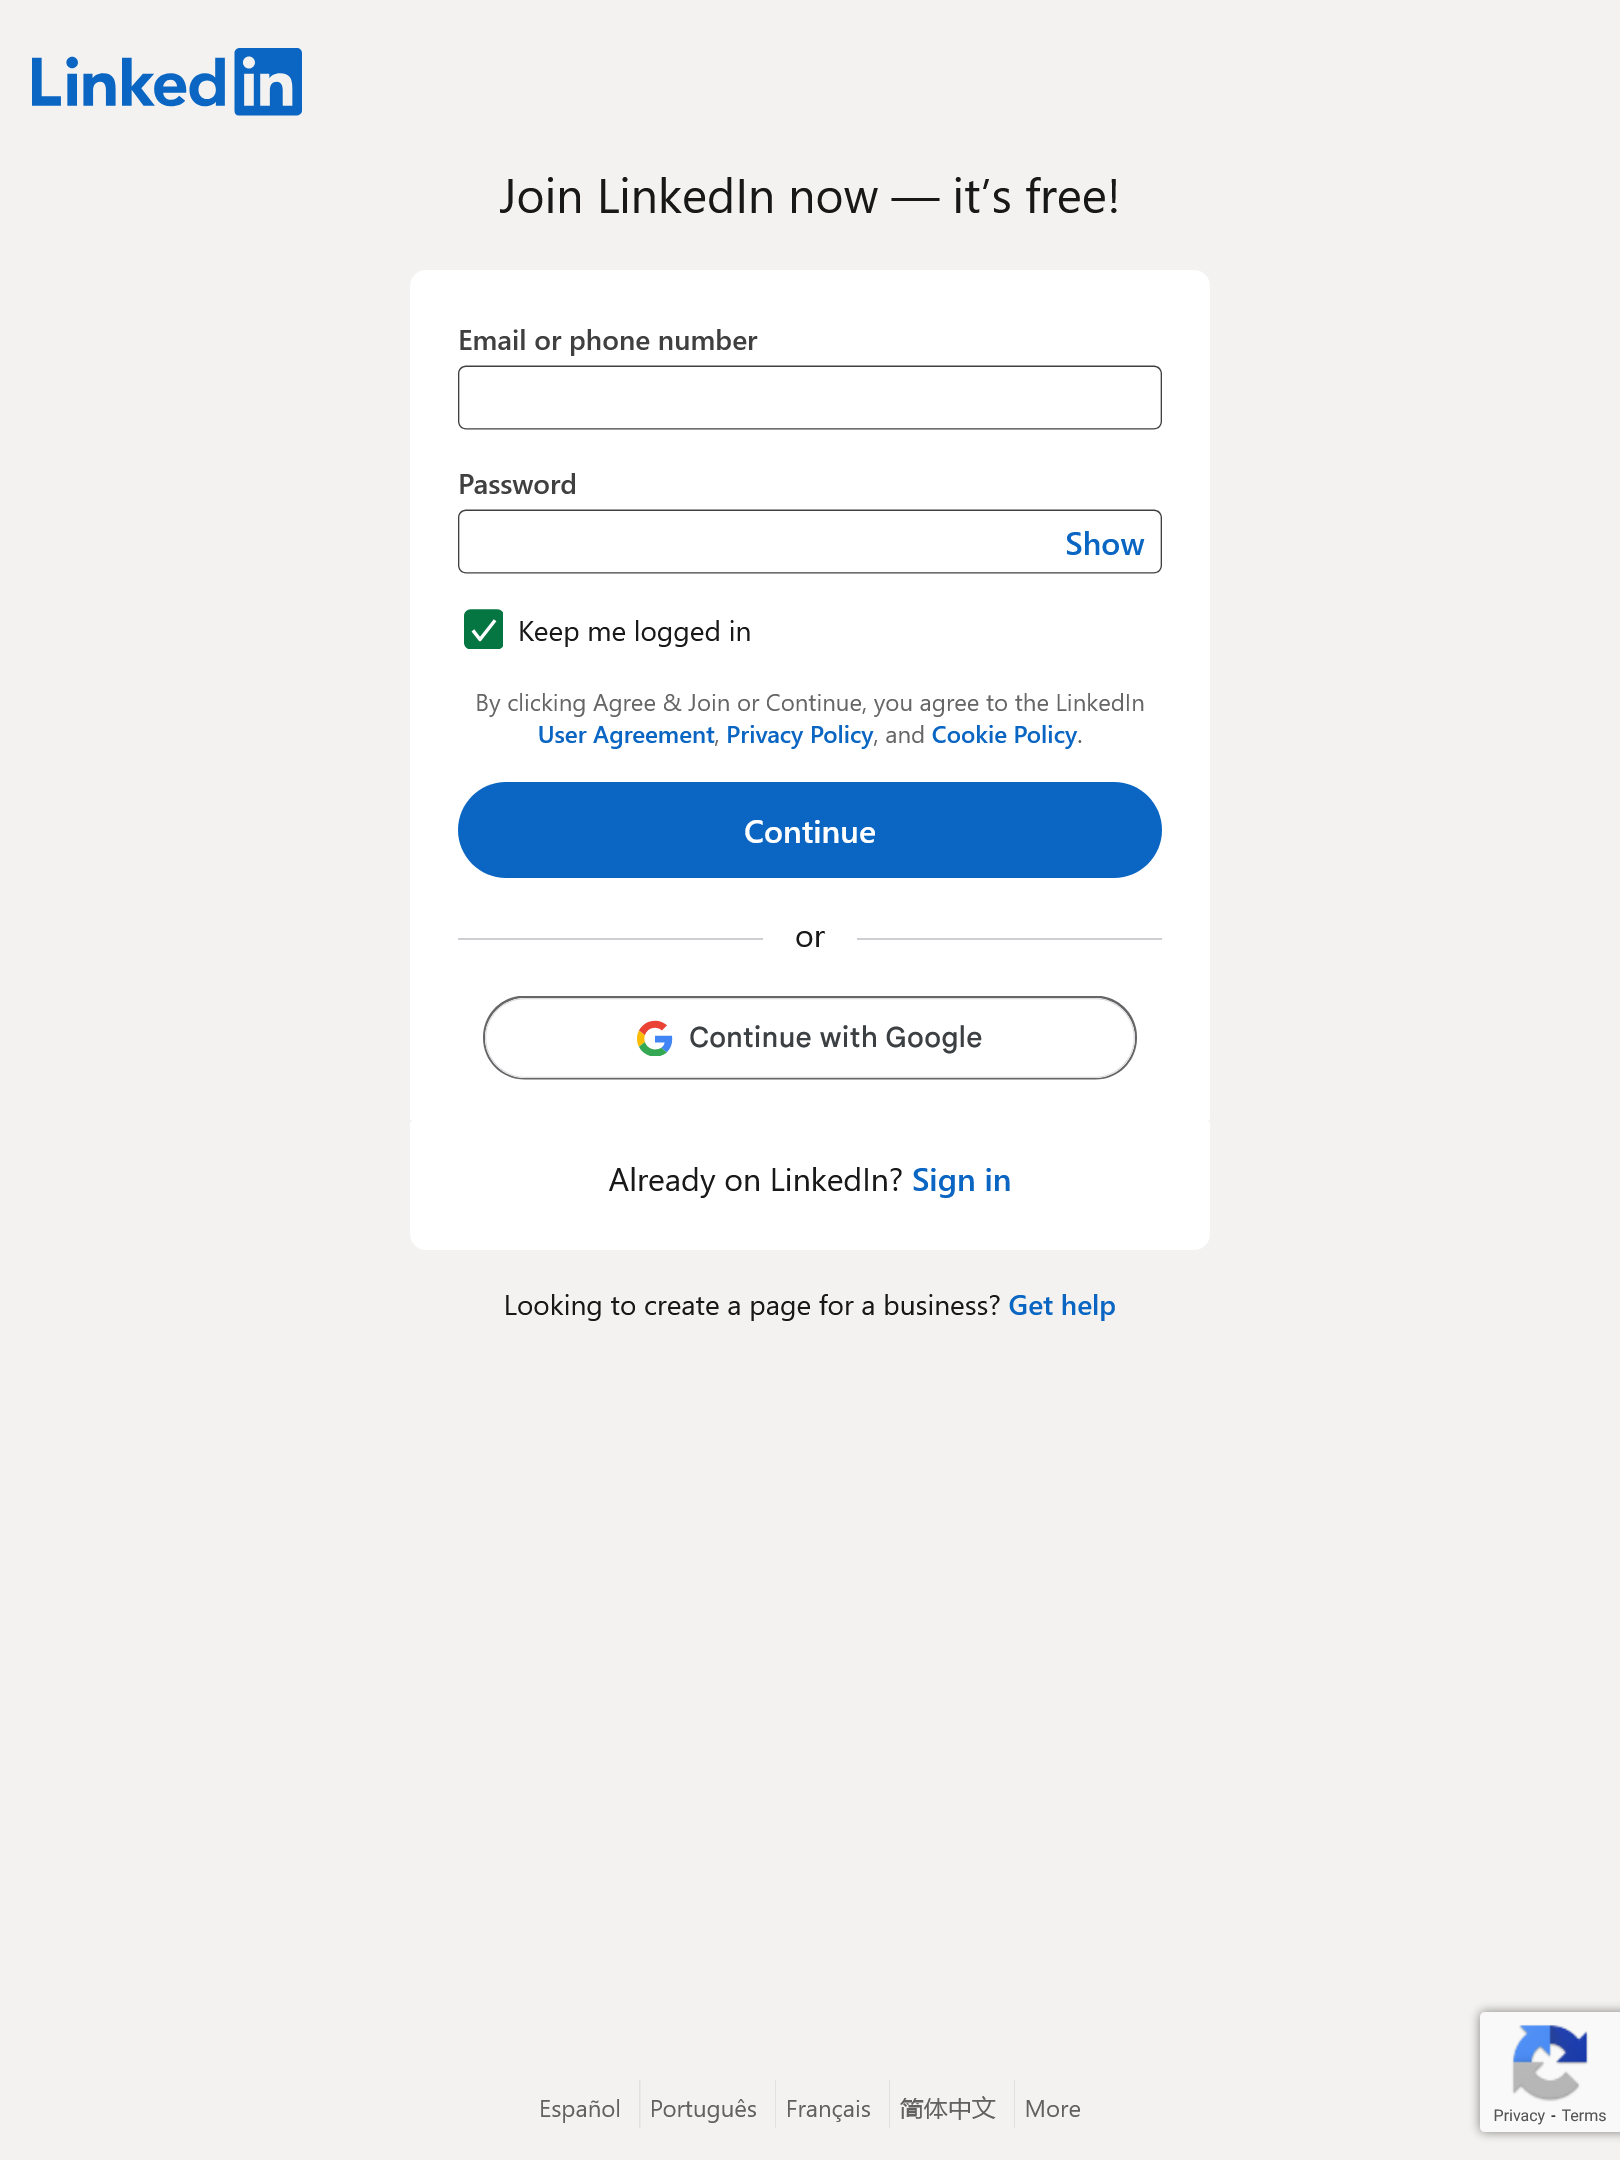 Linkedin
Join LinkedIn now — it’s free!
Email or phone number
Password
Show
Keep me logged in
By clicking Agree & Join or Continue, you agree to the LinkedIn
User Agreement, Privacy Policy, and Cookie Policy.
Continue
or
Continue with Google
Already on LinkedIn? Sign in
Looking to create a page for a business? Get help
Español Português Français 简体中文 More
Privacy - Terms